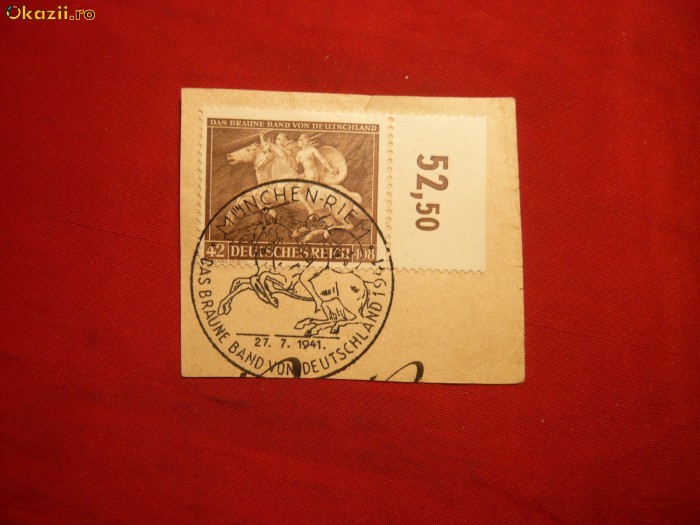 Okazii.ro
DAS BRAUNE BAND VON DEUTSCHLAND
42 DEUTSCHES REICH 108
52,50
MÜNCHEN-RIEM
27. 7. 1941.
DAS BRAUNE BAND VON DEUTSCHLAND 1941